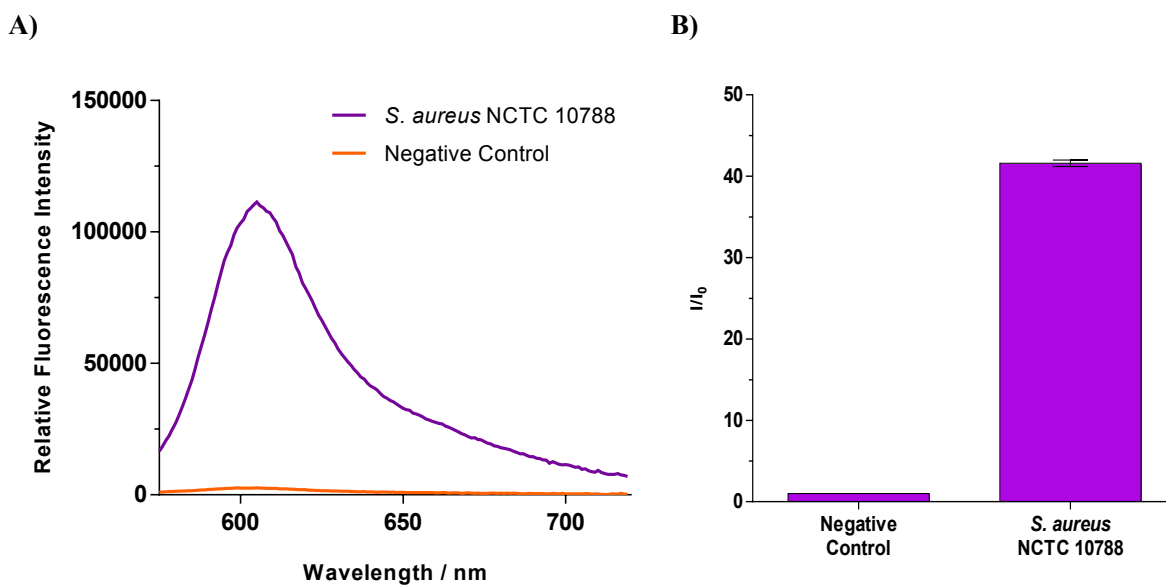 A)
B)
Relative Fluorescence Intensity
150000
100000
50000
0
S. aureus NCTC 10788
Negative Control
600
650
700
Wavelength / nm
I/I₀
50
40
30
20
10
0
Negative
Control
S. aureus
NCTC 10788